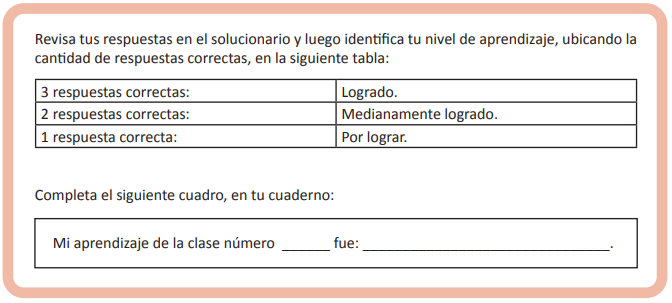 Revisa tus respuestas en el solucionario y luego identifica tu nivel de aprendizaje, ubicando la
cantidad de respuestas correctas, en la siguiente tabla:
3 respuestas correctas: Logrado.
2 respuestas correctas: Medianamente logrado.
1 respuesta correcta: Por lograr.
Completa el siguiente cuadro, en tu cuaderno:
Mi aprendizaje de la clase número ______ fue: ________________________________.